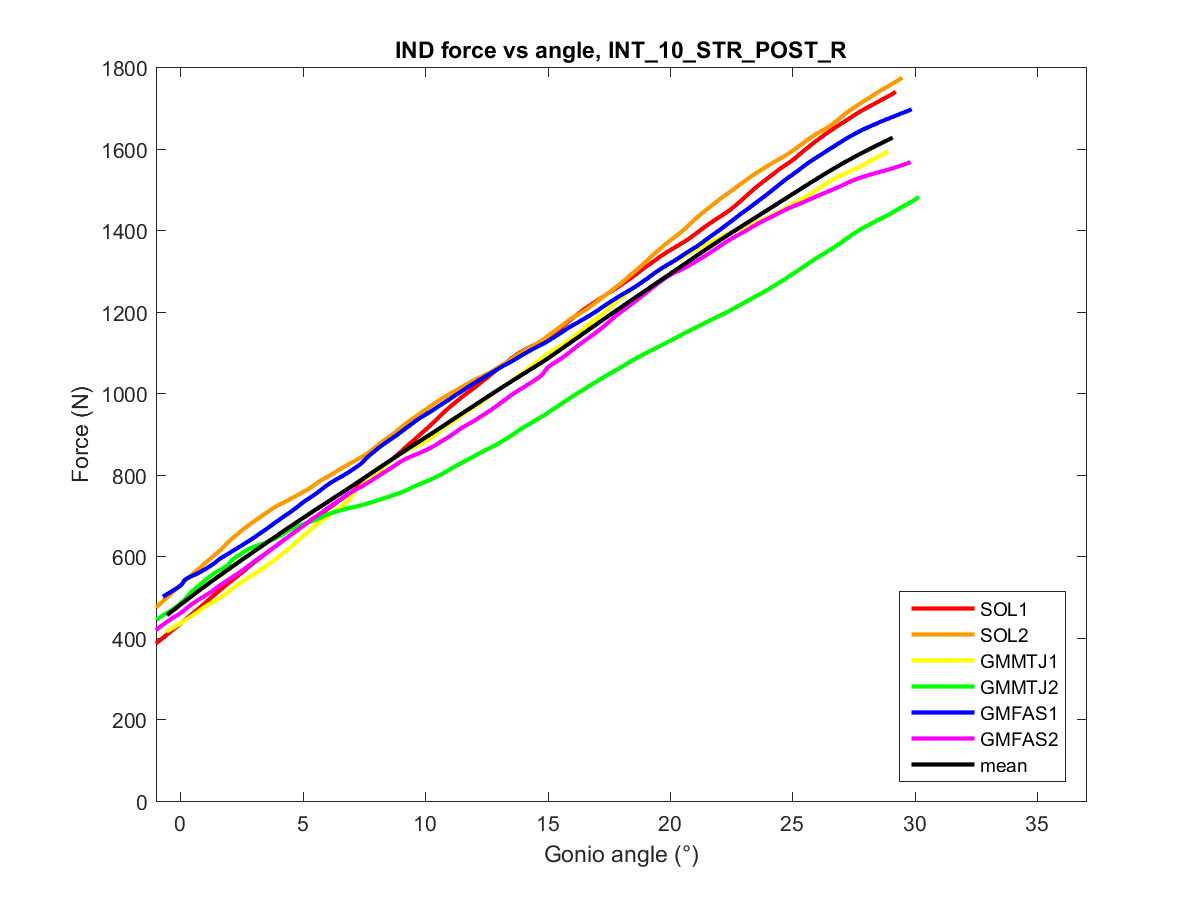 IND force vs angle, INT_10_STR_POST_R
1800
1600
1400
1200
1000
800
600
400
200
0
Force (N)
0 5 10 15 20 25 30 35
Gonio angle (°)
SOL1
SOL2
GMMTJ1
GMMTJ2
GMFAS1
GMFAS2
mean